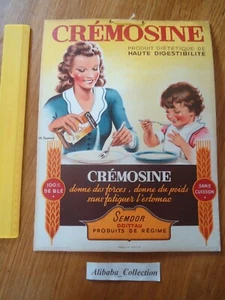 CRÉMOSINE
PRODUIT DIÉTÉTIQUE DE
HAUTE DIGESTIBILITÉ
CRÉMOSINE
donne des forces, donne du poids
sans fatiguer l'estomac
100%
DE BLÉ
SANS
CUISSON
SEMDOR
DOITTAU
PRODUITS DE RÉGIME
Alibaba_Collection